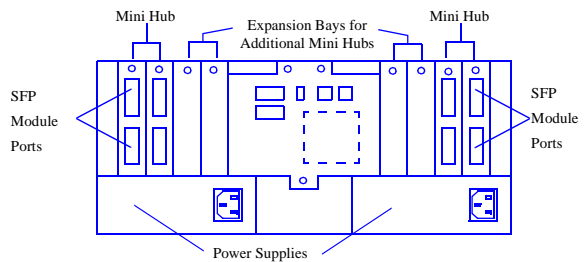 Mini Hub
Expansion Bays for
Additional Mini Hubs
Mini Hub
SFP
Module
Ports
SFP
Module
Ports
Power Supplies